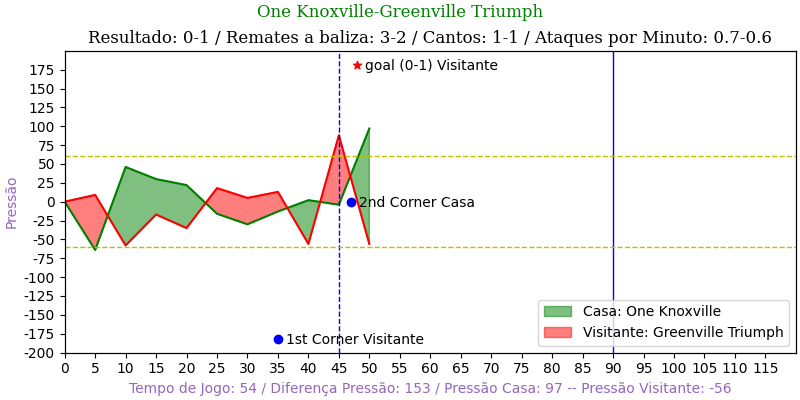 One Knoxville-Greenville Triumph
Resultado: 0-1 / Remates a baliza: 3-2 / Cantos: 1-1 / Ataques por Minuto: 0.7-0.6
175
150
125
100
75
50
25
0
-25
-50
-75
-100
-125
-150
-175
-200
Pressão
goal (0-1) Visitante
2nd Corner Casa
1st Corner Visitante
Casa: One Knoxville
Visitante: Greenville Triumph
0 5 10 15 20 25 30 35 40 45 50 55 60 65 70 75 80 85 90 95 100 105 110 115
Tempo de Jogo: 54 / Diferença Pressão: 153 / Pressão Casa: 97 -- Pressão Visitante: -56